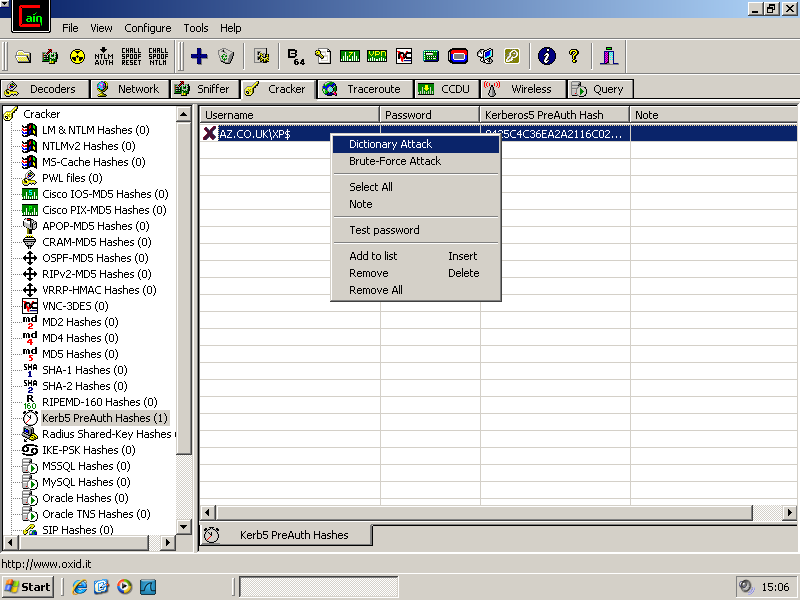 Cain
File View Configure Tools Help
NTLM AUTH CHALL SPOOF RESET CHALL SPOOF NTLM B64
Decoders Network Sniffer Cracker Traceroute CCDU Wireless Query
Cracker
LM & NTLM Hashes (0)
NTLMv2 Hashes (0)
MS-Cache Hashes (0)
PWL files (0)
Cisco IOS-MD5 Hashes (0)
Cisco PIX-MD5 Hashes (0)
APOP-MD5 Hashes (0)
CRAM-MD5 Hashes (0)
OSPF-MD5 Hashes (0)
RIPv2-MD5 Hashes (0)
VRRP-HMAC Hashes (0)
VNC-3DES (0)
MD2 Hashes (0)
MD4 Hashes (0)
MD5 Hashes (0)
SHA-1 Hashes (0)
SHA-2 Hashes (0)
RIPEMD-160 Hashes (0)
Kerb5 PreAuth Hashes (1)
Radius Shared-Key Hashes
IKE-PSK Hashes (0)
MSSQL Hashes (0)
MySQL Hashes (0)
Oracle Hashes (0)
Oracle TNS Hashes (0)
SIP Hashes (0)
Username Password Kerberos5 PreAuth Hash Note
AZ.CO.UK\XP$
Dictionary Attack
Brute-Force Attack
Select All
Note
Test password
Add to list Insert
Remove Delete
Remove All
Kerb5 PreAuth Hashes
http://www.oxid.it
Start 15:06